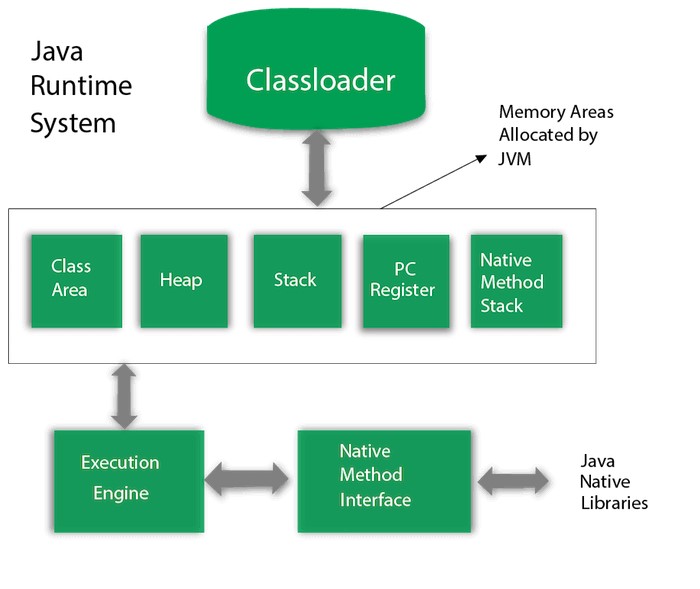 Java
Runtime
System
Classloader
Memory Areas
Allocated by
JVM
Class
Area
Heap
Stack
PC
Register
Native
Method
Stack
Execution
Engine
Native
Method
Interface
Java
Native
Libraries